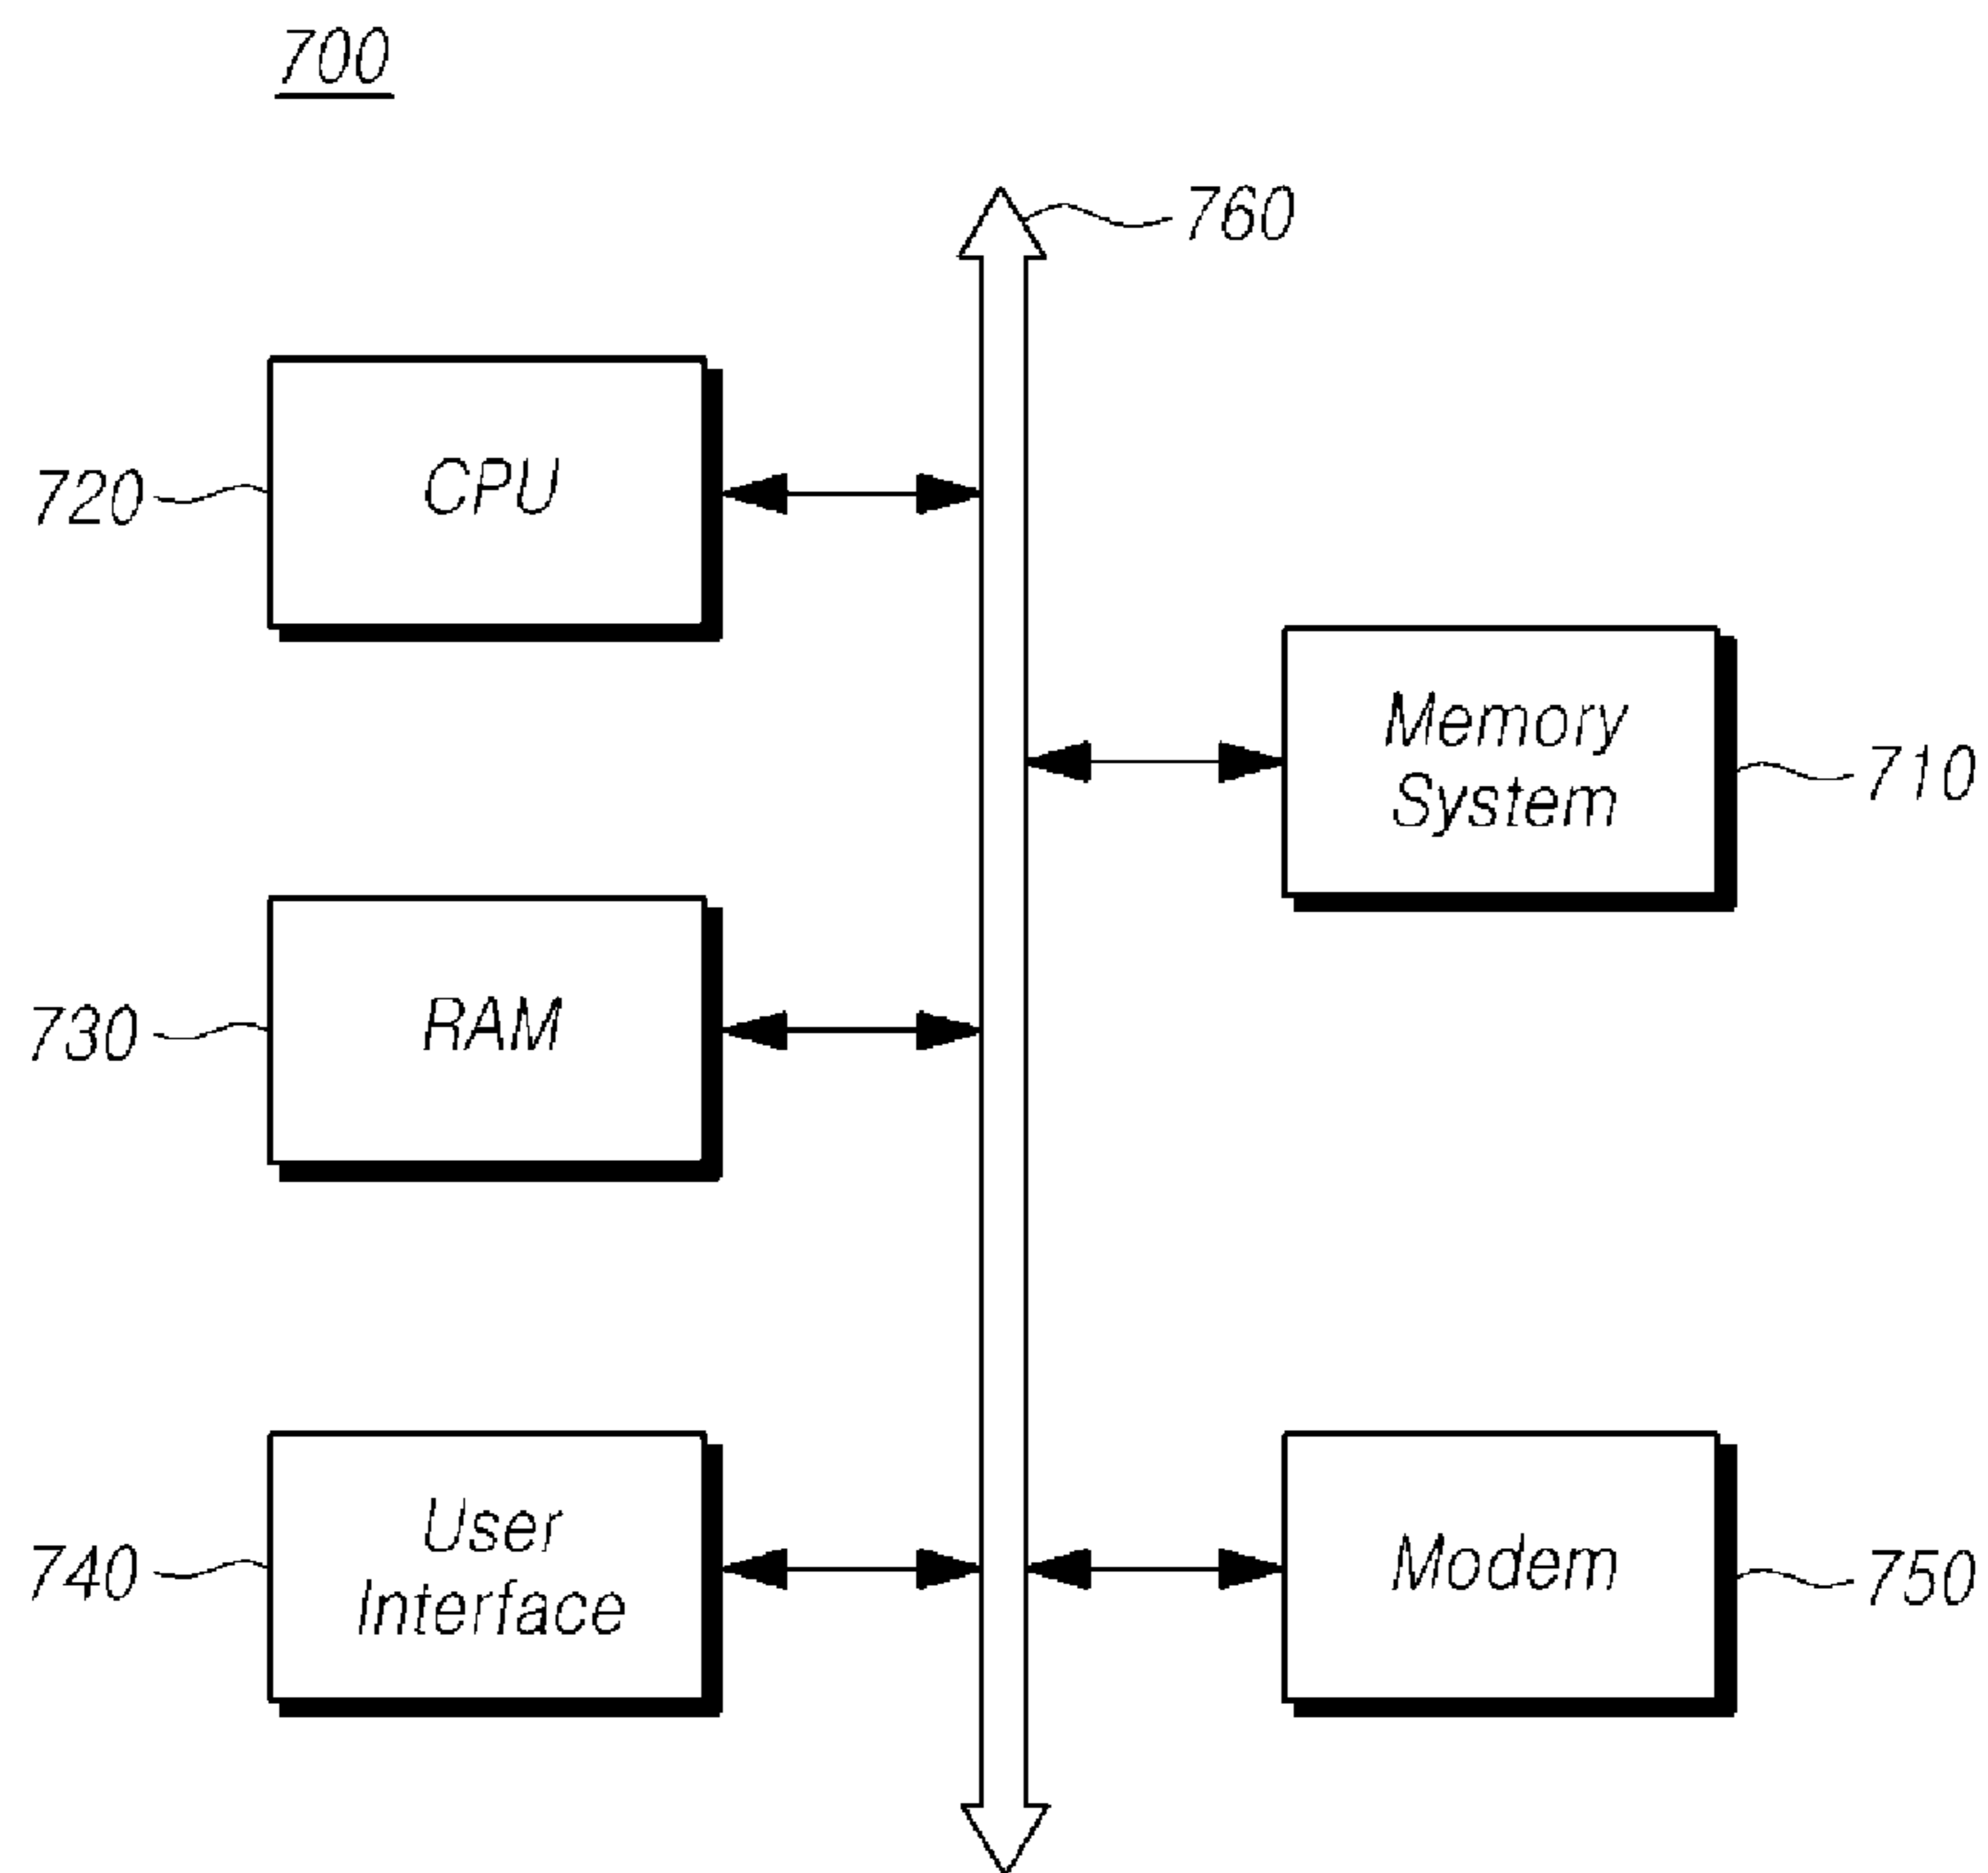 700
760
CPU
720
Memory
System
710
RAM
730
User
Interface
740
Modem
750